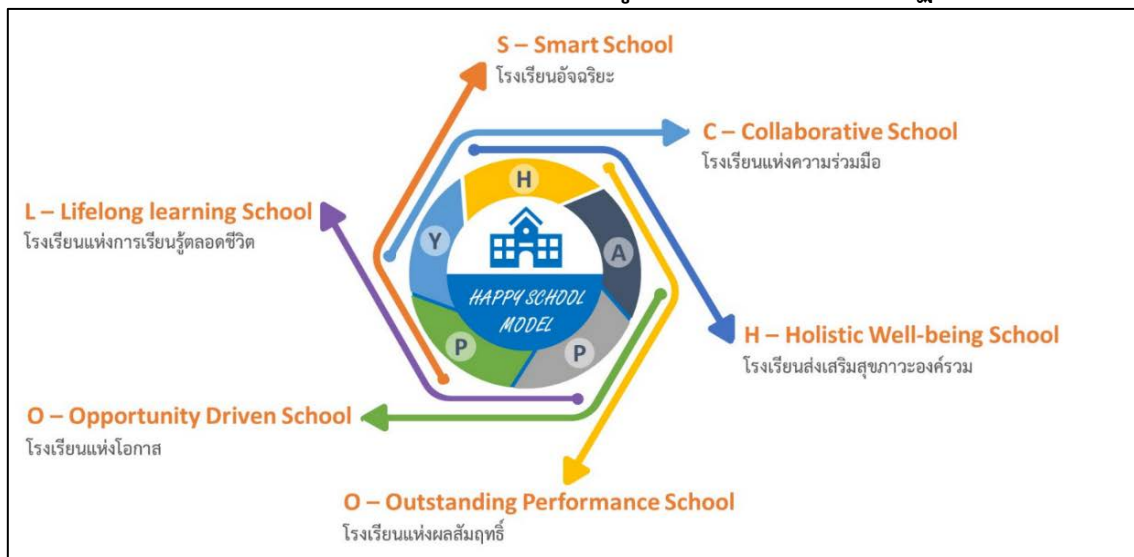 S – Smart School
โรงเรียนอัจฉริยะ
C – Collaborative School
โรงเรียนแห่งความร่วมมือ
H
A
P
P
Y
HAPPY SCHOOL
MODEL
H – Holistic Well-being School
โรงเรียนส่งเสริมสุขภาวะองค์รวม
O – Outstanding Performance School
โรงเรียนแห่งผลสัมฤทธิ์
O – Opportunity Driven School
โรงเรียนแห่งโอกาส
L – Lifelong learning School
โรงเรียนแห่งการเรียนรู้ตลอดชีวิต